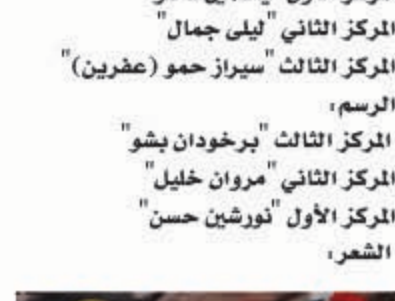 المركز الثاني "ليلى جمال"
المركز الثالث "سيراز حمو (عفرين)"
الرسم:
المركز الثالث "برخودان بشو"
المركز الثاني "مروان خليل"
المركز الأول "نورشين حسن"
الشعر: